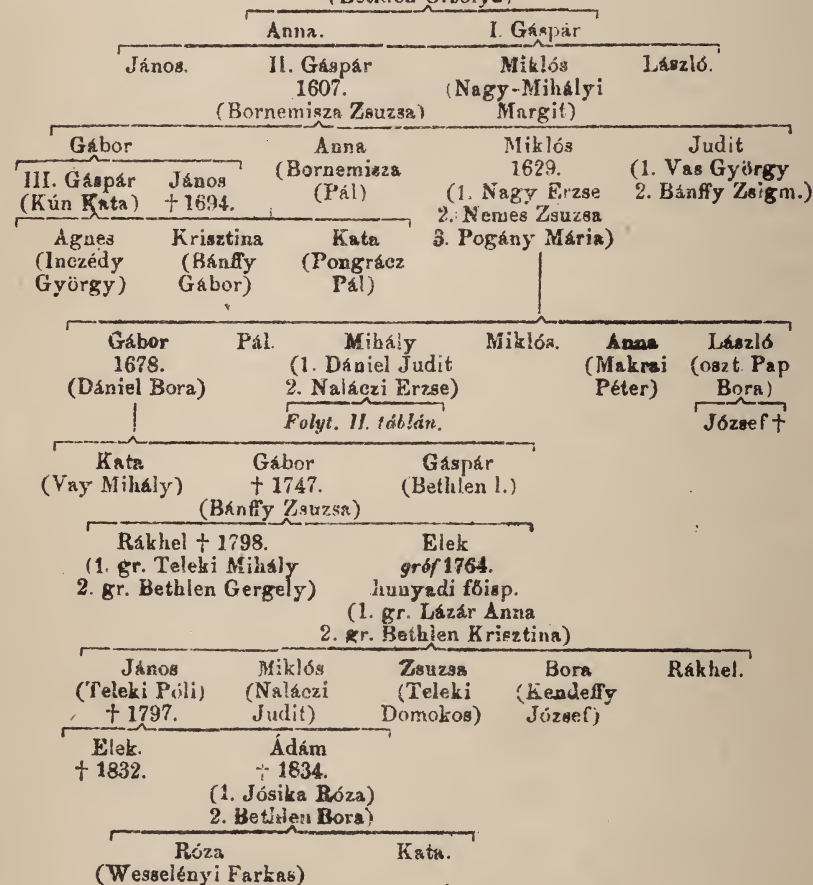 Anna. I. Gáspár
János. II. Gáspár Miklós László.
1607. (Nagy-Mihályi
(Bornemisza Zsuzsa) Margit)
Gábor Anna Miklós Judit
III. Gáspár János (Bornemisza 1629. (1. Vas György
(Kún Kata) † 1694. (Pál) (1. Nagy Erzse 2. Bánffy Zsigm.)
2. Nemes Zsuzsa
Agnes Krisztina Kata 3. Pogány Mária)
(Inczédy (Bánffy (Pongrácz
György) Gábor) Pál)
Gábor Pál. Mihály Miklós. Anna László
1678. (1. Dániel Judit (Makrai (oszt. Pap
(Dániel Bora) 2. Naláczi Erzse) Péter) Bora)
Folyt. II. táblán. József †
Kata Gábor Gáspár
(Vay Mihály) † 1747. (Bethlen l.)
(Bánffy Zsuzsa)
Rákhel † 1798. Elek
(1. gr. Teleki Mihály gróf 1764.
2. gr. Bethlen Gergely) hunyadi főisp.
(1. gr. Lázár Anna
2. gr. Bethlen Krisztina)
János Miklós Zsuzsa Bora Rákhel.
(Teleki Póli) (Naláczi (Teleki (Kendeffy
† 1797. Judit) Domokos) József)
Elek. Ádám
† 1832. † 1834.
(1. Jósika Róza)
2. Bethlen Bora)
Róza Kata.
(Wesselényi Farkas)